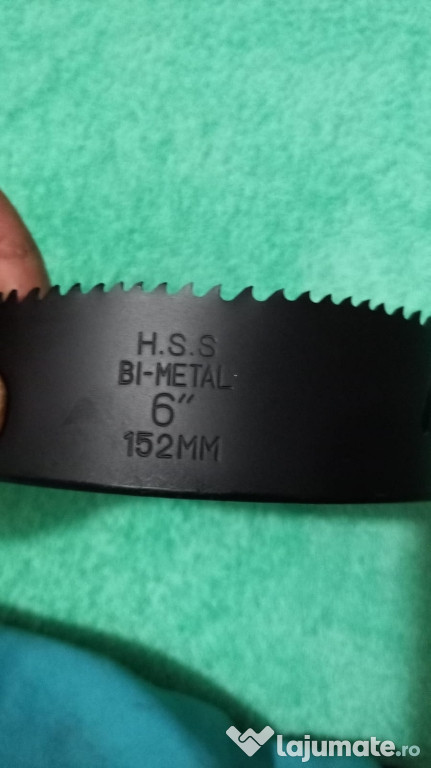 H.S.S
BI-METAL
6"
152MM
lajumate.ro